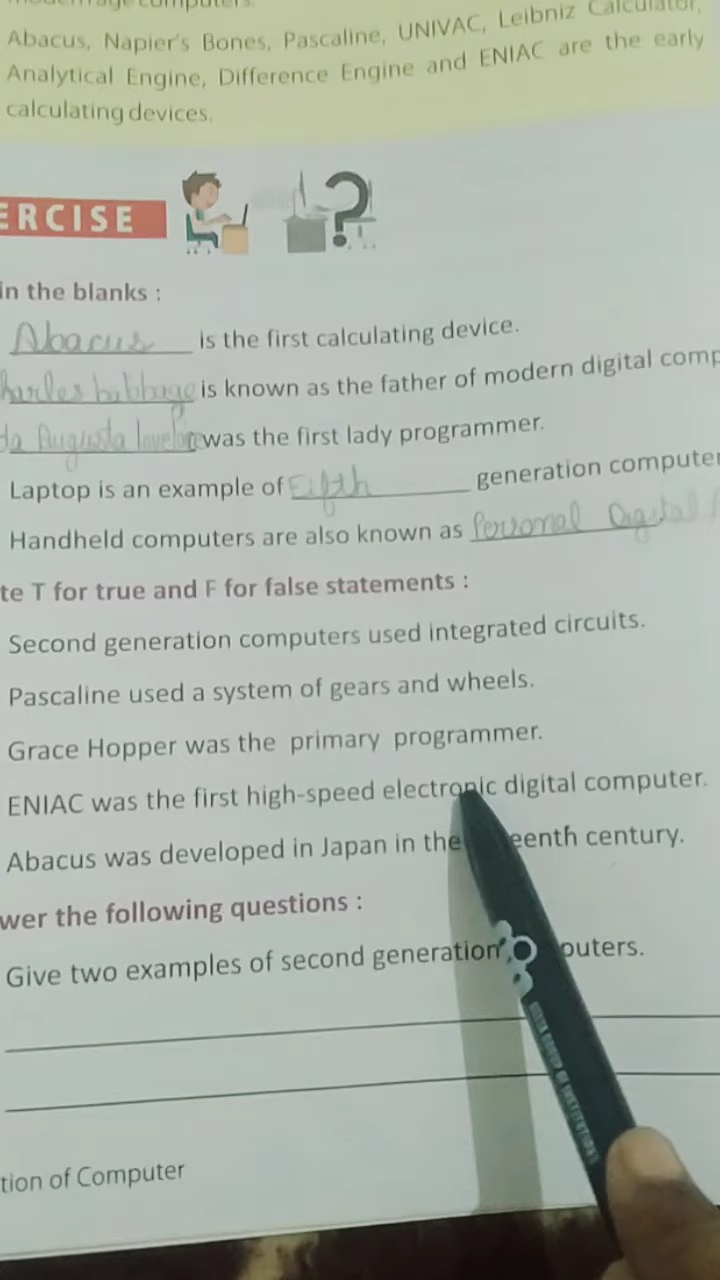 Abacus, Napier's Bones, Pascaline, UNIVAC, Leibniz Calculator,
Analytical Engine, Difference Engine and ENIAC are the early
calculating devices.
ERCISE
in the blanks :
Abacus is the first calculating device.
harles babbage is known as the father of modern digital comp
da Augusta was the first lady programmer.
Laptop is an example of Fifth generation computer
Handheld computers are also known as Personal Digital
te T for true and F for false statements :
Second generation computers used integrated circuits.
Pascaline used a system of gears and wheels.
Grace Hopper was the primary programmer.
ENIAC was the first high-speed electronic digital computer.
Abacus was developed in Japan in the eenth century.
wer the following questions :
Give two examples of second generation puters.
tion of Computer